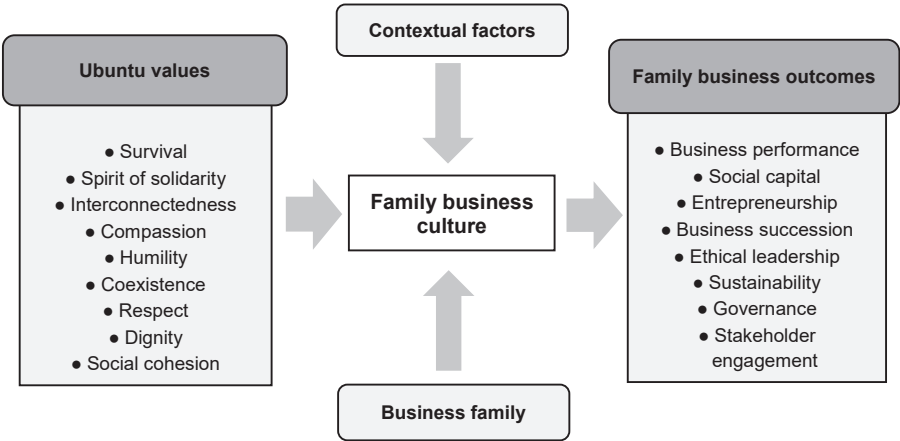 Contextual factors
Ubuntu values
● Survival
● Spirit of solidarity
● Interconnectedness
● Compassion
● Humility
● Coexistence
● Respect
● Dignity
● Social cohesion
Family business
culture
Family business outcomes
● Business performance
● Social capital
● Entrepreneurship
● Business succession
● Ethical leadership
● Sustainability
● Governance
● Stakeholder
engagement
Business family